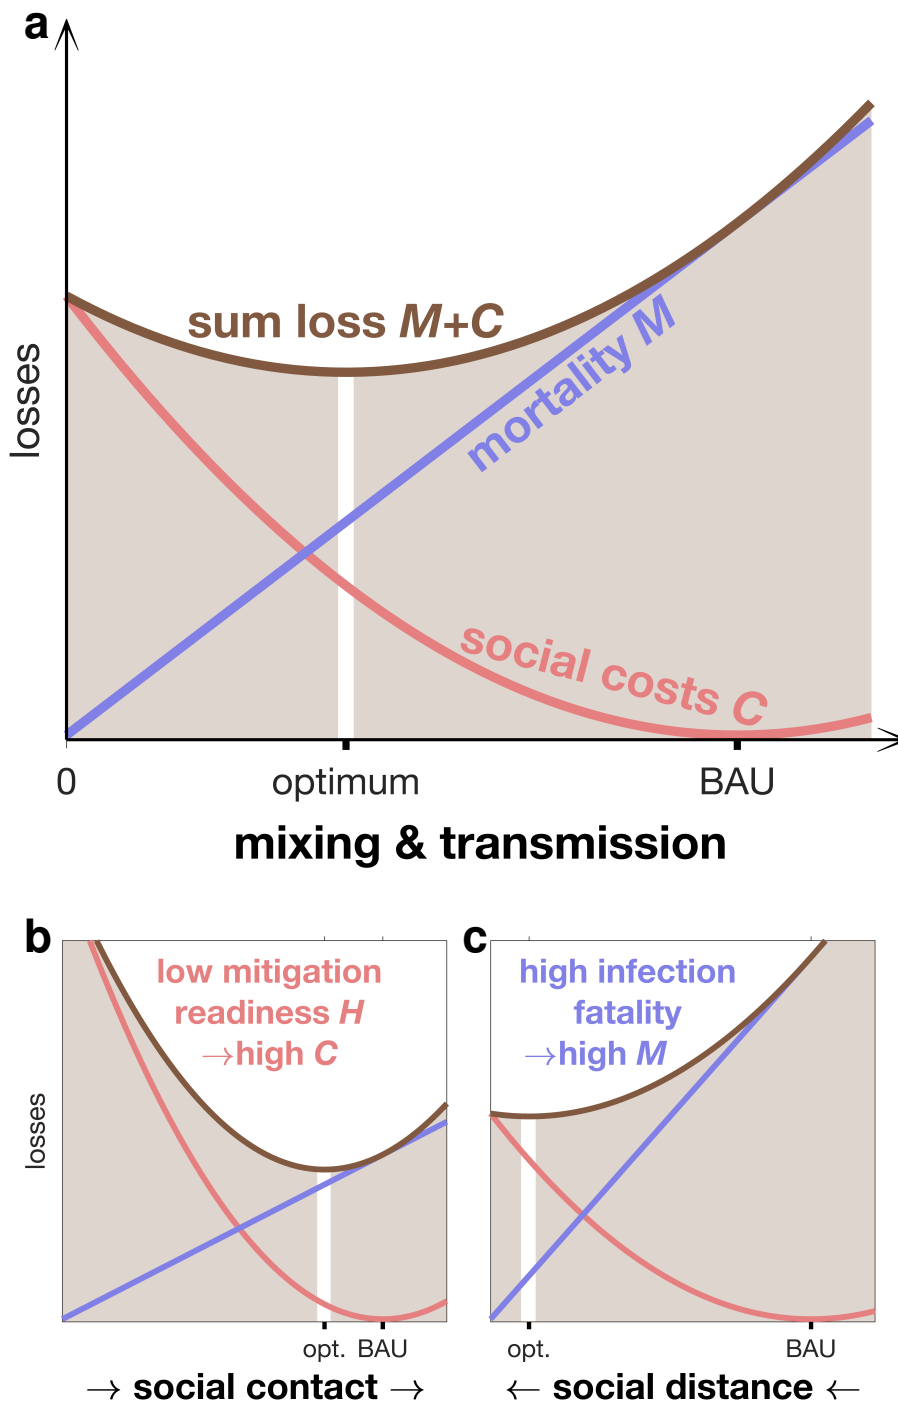 a
sum loss M+C
mortality M
losses
social costs C
0
optimum
BAU
mixing & transmission
b
low mitigation
readiness H
→high C
losses
opt.
BAU
→ social contact →
c
high infection
fatality
→high M
opt.
BAU
← social distance ←